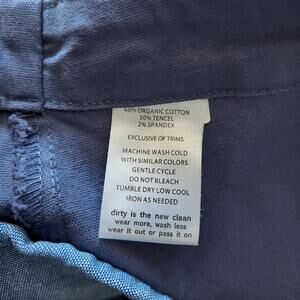 68% ORGANIC COTTON
30% TENCEL
2% SPANDEX
EXCLUSIVE OF TRIMS
MACHINE WASH COLD
WITH SIMILAR COLORS
GENTLE CYCLE
DO NOT BLEACH
TUMBLE DRY LOW COOL
IRON AS NEEDED
dirty is the new clean
wear more, wash less
wear it out or pass it on